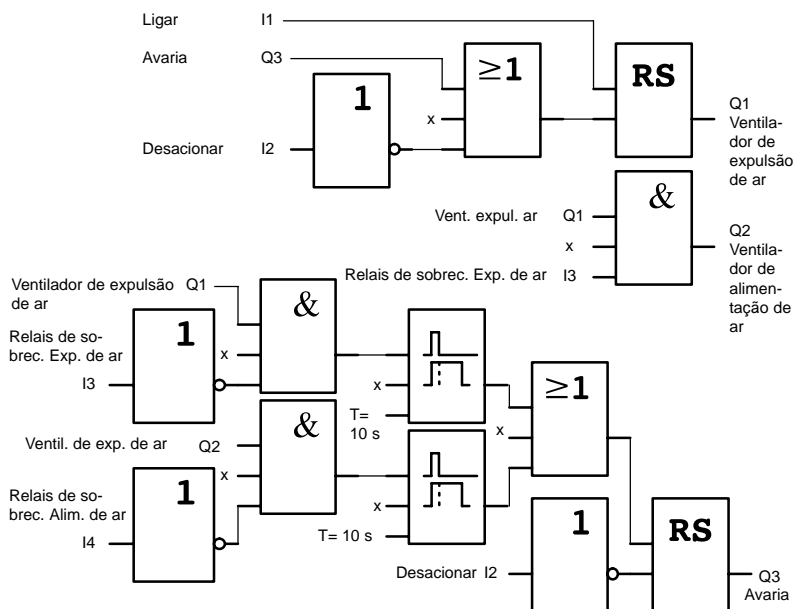 Ligar I1
Avaria Q3
1
≥1
RS
x
Desacionar I2
Q1
Ventila-
dor de
expulsão
de ar
&
Vent. expul. ar Q1
x
Relais de sobrec. Exp. de ar I3
Q2
Ventila-
dor de
alimen-
tação de
ar
Ventilador de expulsão Q1
de ar
&
1
Relais de so-
brec. Exp. de ar
x
I3
x
T=
10 s
≥1
x
&
Ventil. de exp. de ar Q2
x
1
Relais de so-
brec. Alim. de ar
I4
x
T= 10 s
1
RS
Desacionar I2
Q3
Avaria